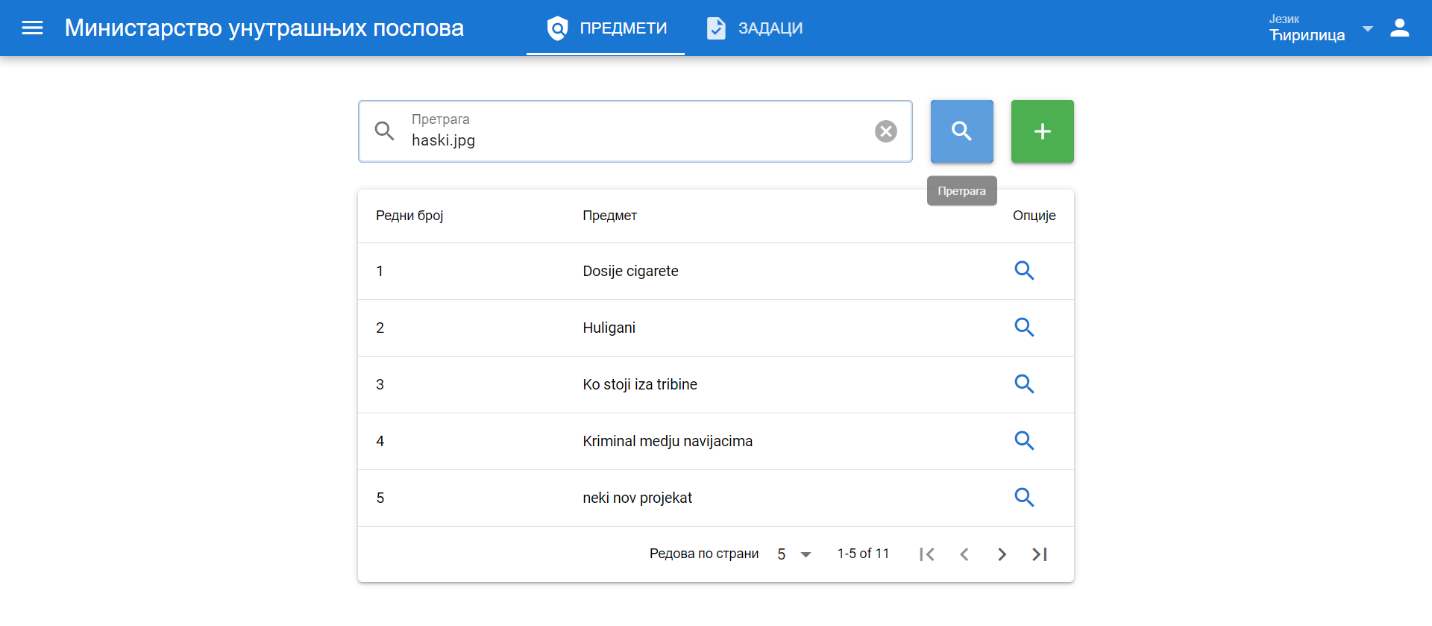 Министарство унутрашњих послова
ПРЕДМЕТИ
ЗАДАЦИ
Језик
Ћирилица
Претрага
haski.jpg
Претрага
Редни број Предмет Опције
1 Dosije cigarete
2 Huligani
3 Ko stoji iza tribine
4 Kriminal medju navijacima
5 neki nov projekat
Редова по страни 5 1-5 of 11